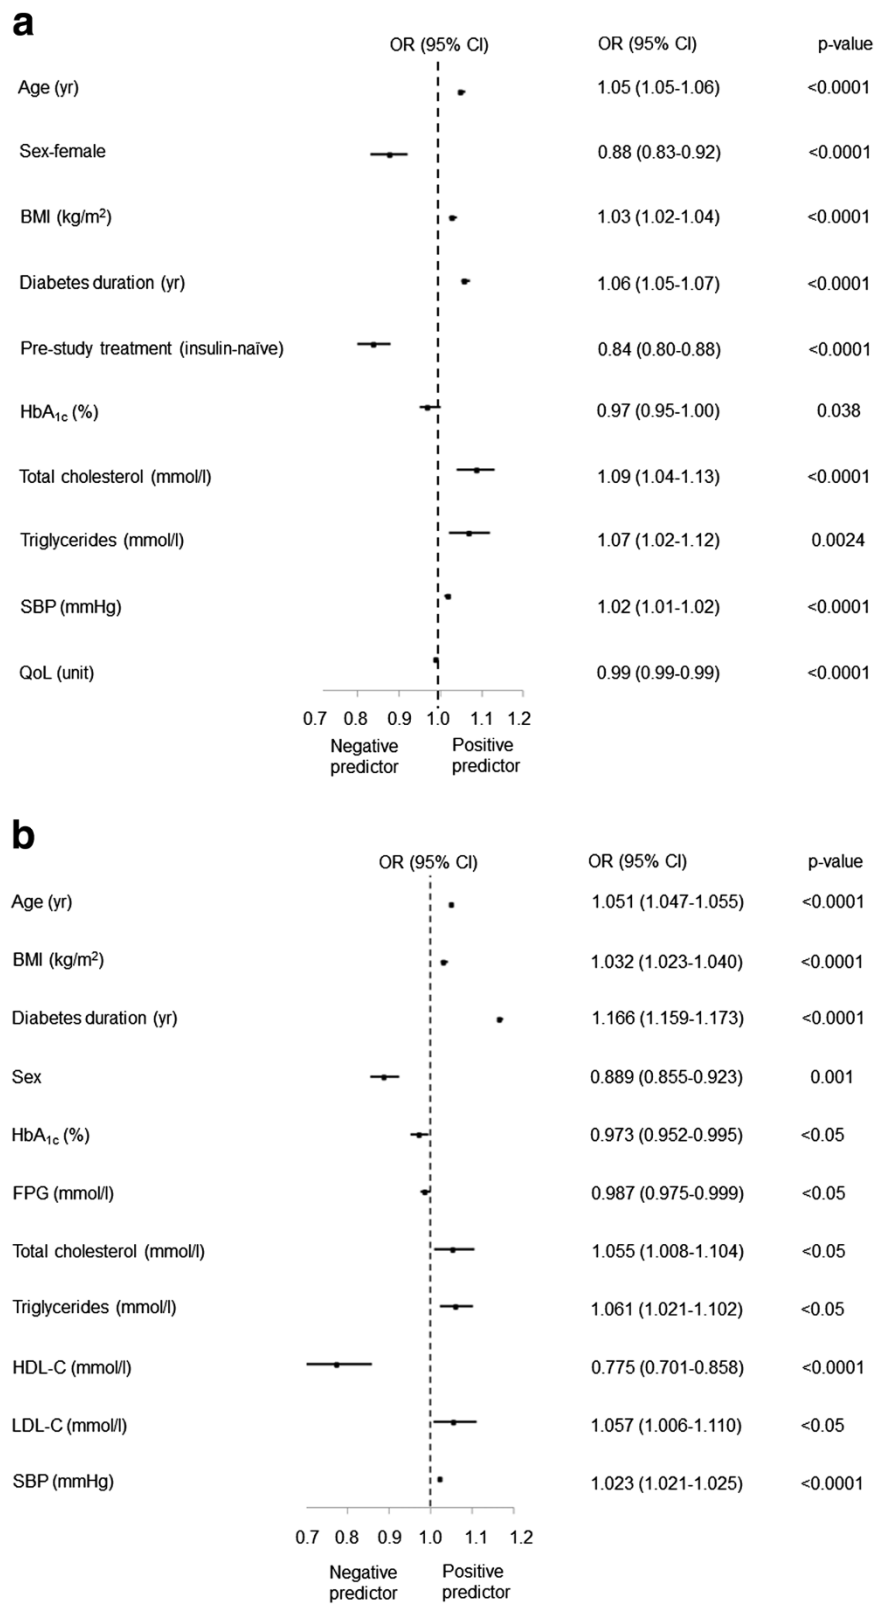 a
OR (95% CI) OR (95% CI) p-value
Age (yr) 1.05 (1.05-1.06) <0.0001
Sex-female 0.88 (0.83-0.92) <0.0001
BMI (kg/m²) 1.03 (1.02-1.04) <0.0001
Diabetes duration (yr) 1.06 (1.05-1.07) <0.0001
Pre-study treatment (insulin-naïve) 0.84 (0.80-0.88) <0.0001
HbA₁c (%) 0.97 (0.95-1.00) 0.038
Total cholesterol (mmol/l) 1.09 (1.04-1.13) <0.0001
Triglycerides (mmol/l) 1.07 (1.02-1.12) 0.0024
SBP (mmHg) 1.02 (1.01-1.02) <0.0001
QoL (unit) 0.99 (0.99-0.99) <0.0001
0.7 0.8 0.9 1.0 1.1 1.2
Negative Positive
predictor predictor
b
OR (95% CI) OR (95% CI) p-value
Age (yr) 1.051 (1.047-1.055) <0.0001
BMI (kg/m²) 1.032 (1.023-1.040) <0.0001
Diabetes duration (yr) 1.166 (1.159-1.173) <0.0001
Sex 0.889 (0.855-0.923) 0.001
HbA₁c (%) 0.973 (0.952-0.995) <0.05
FPG (mmol/l) 0.987 (0.975-0.999) <0.05
Total cholesterol (mmol/l) 1.055 (1.008-1.104) <0.05
Triglycerides (mmol/l) 1.061 (1.021-1.102) <0.05
HDL-C (mmol/l) 0.775 (0.701-0.858) <0.0001
LDL-C (mmol/l) 1.057 (1.006-1.110) <0.05
SBP (mmHg) 1.023 (1.021-1.025) <0.0001
0.7 0.8 0.9 1.0 1.1 1.2
Negative Positive
predictor predictor